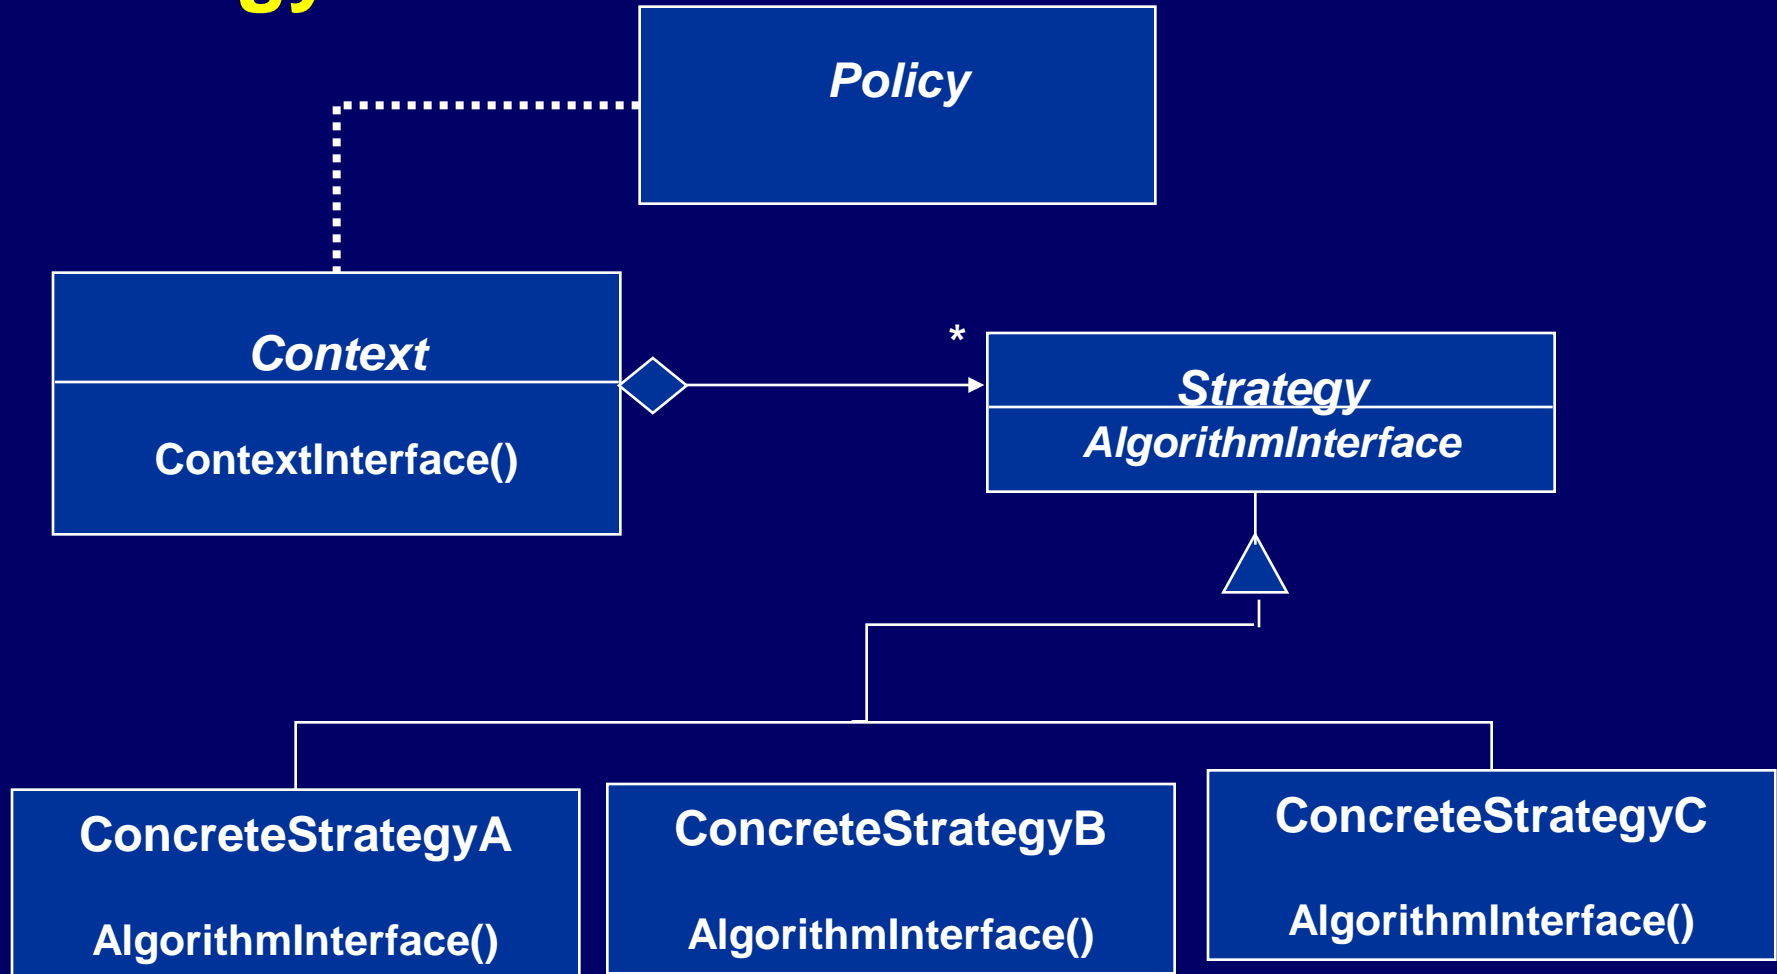 Policy
Context
*
Strategy
AlgorithmInterface
ContextInterface()
ConcreteStrategyA
ConcreteStrategyB
ConcreteStrategyC
AlgorithmInterface()
AlgorithmInterface()
AlgorithmInterface()